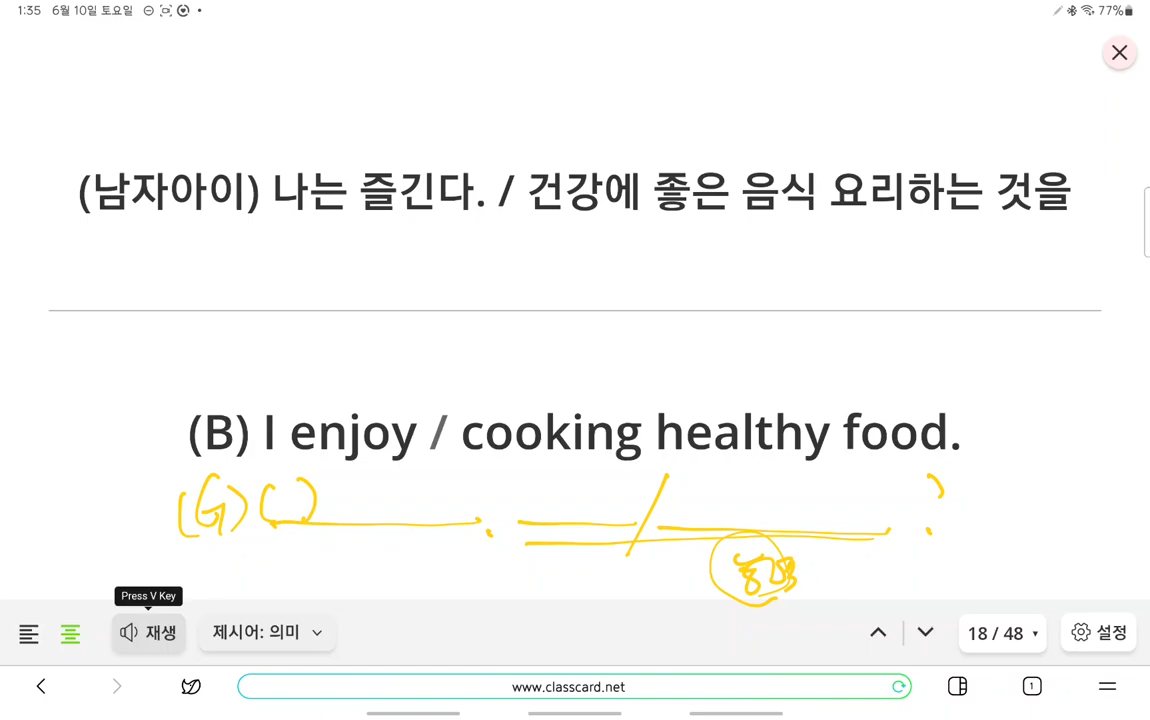 1:35 6월 10일 토요일
77%
(남자아이) 나는 즐긴다. / 건강에 좋은 음식 요리하는 것을
(B) I enjoy / cooking healthy food.
(G) ( ) . / .
Press V Key
재생 제시어: 의미 18 / 48 설정
www.classcard.net 1